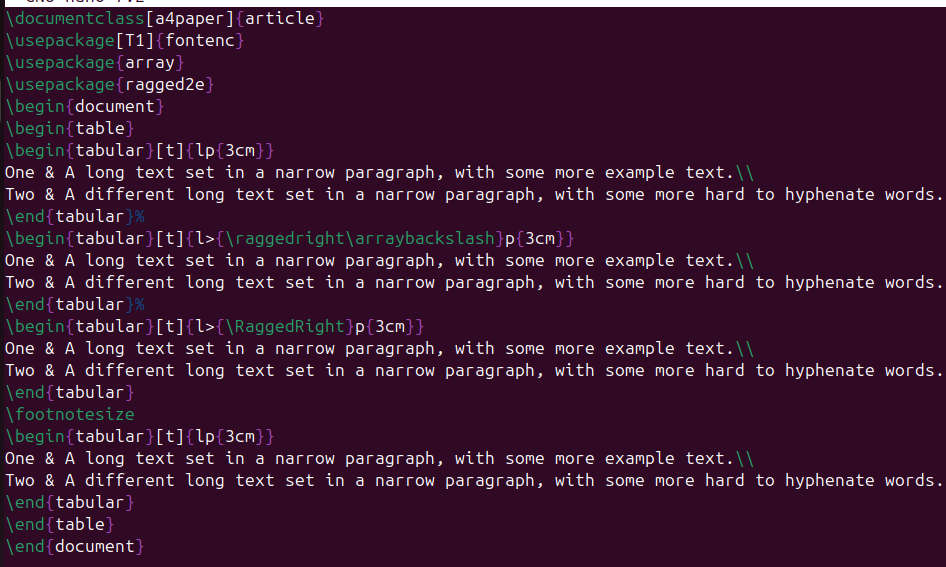 \documentclass[a4paper]{article}
\usepackage[T1]{fontenc}
\usepackage{array}
\usepackage{ragged2e}
\begin{document}
\begin{table}
\begin{tabular}[t]{lp{3cm}}
One & A long text set in a narrow paragraph, with some more example text.\\
Two & A different long text set in a narrow paragraph, with some more hard to hyphenate words.
\end{tabular}%
\begin{tabular}[t]{l>{\raggedright\arraybackslash}p{3cm}}
One & A long text set in a narrow paragraph, with some more example text.\\
Two & A different long text set in a narrow paragraph, with some more hard to hyphenate words.
\end{tabular}%
\begin{tabular}[t]{l>{\RaggedRight}p{3cm}}
One & A long text set in a narrow paragraph, with some more example text.\\
Two & A different long text set in a narrow paragraph, with some more hard to hyphenate words.
\end{tabular}
\footnotesize
\begin{tabular}[t]{lp{3cm}}
One & A long text set in a narrow paragraph, with some more example text.\\
Two & A different long text set in a narrow paragraph, with some more hard to hyphenate words.
\end{tabular}
\end{table}
\end{document}